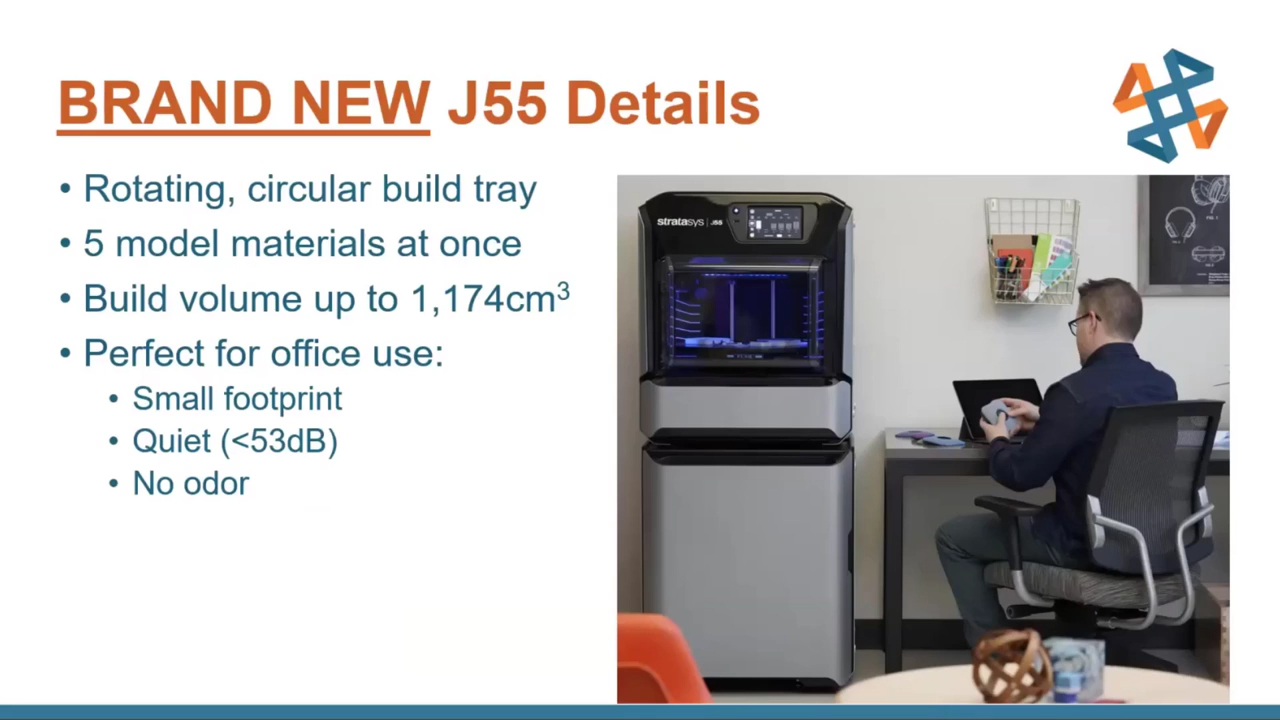 BRAND NEW J55 Details
• Rotating, circular build tray
• 5 model materials at once
• Build volume up to 1,174cm³
• Perfect for office use:
• Small footprint
• Quiet (<53dB)
• No odor
stratasys | J55